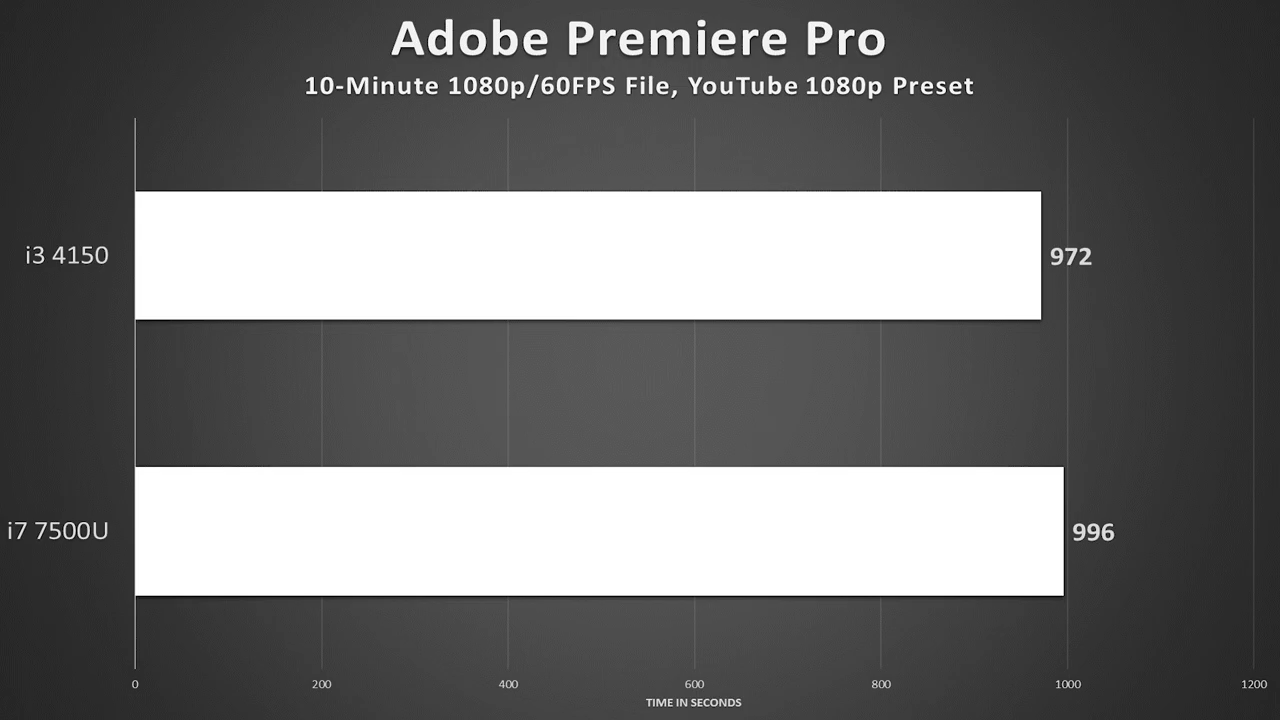 Adobe Premiere Pro
10-Minute 1080p/60FPS File, YouTube 1080p Preset
i3 4150
972
i7 7500U
996
0 200 400 600 800 1000 1200
TIME IN SECONDS